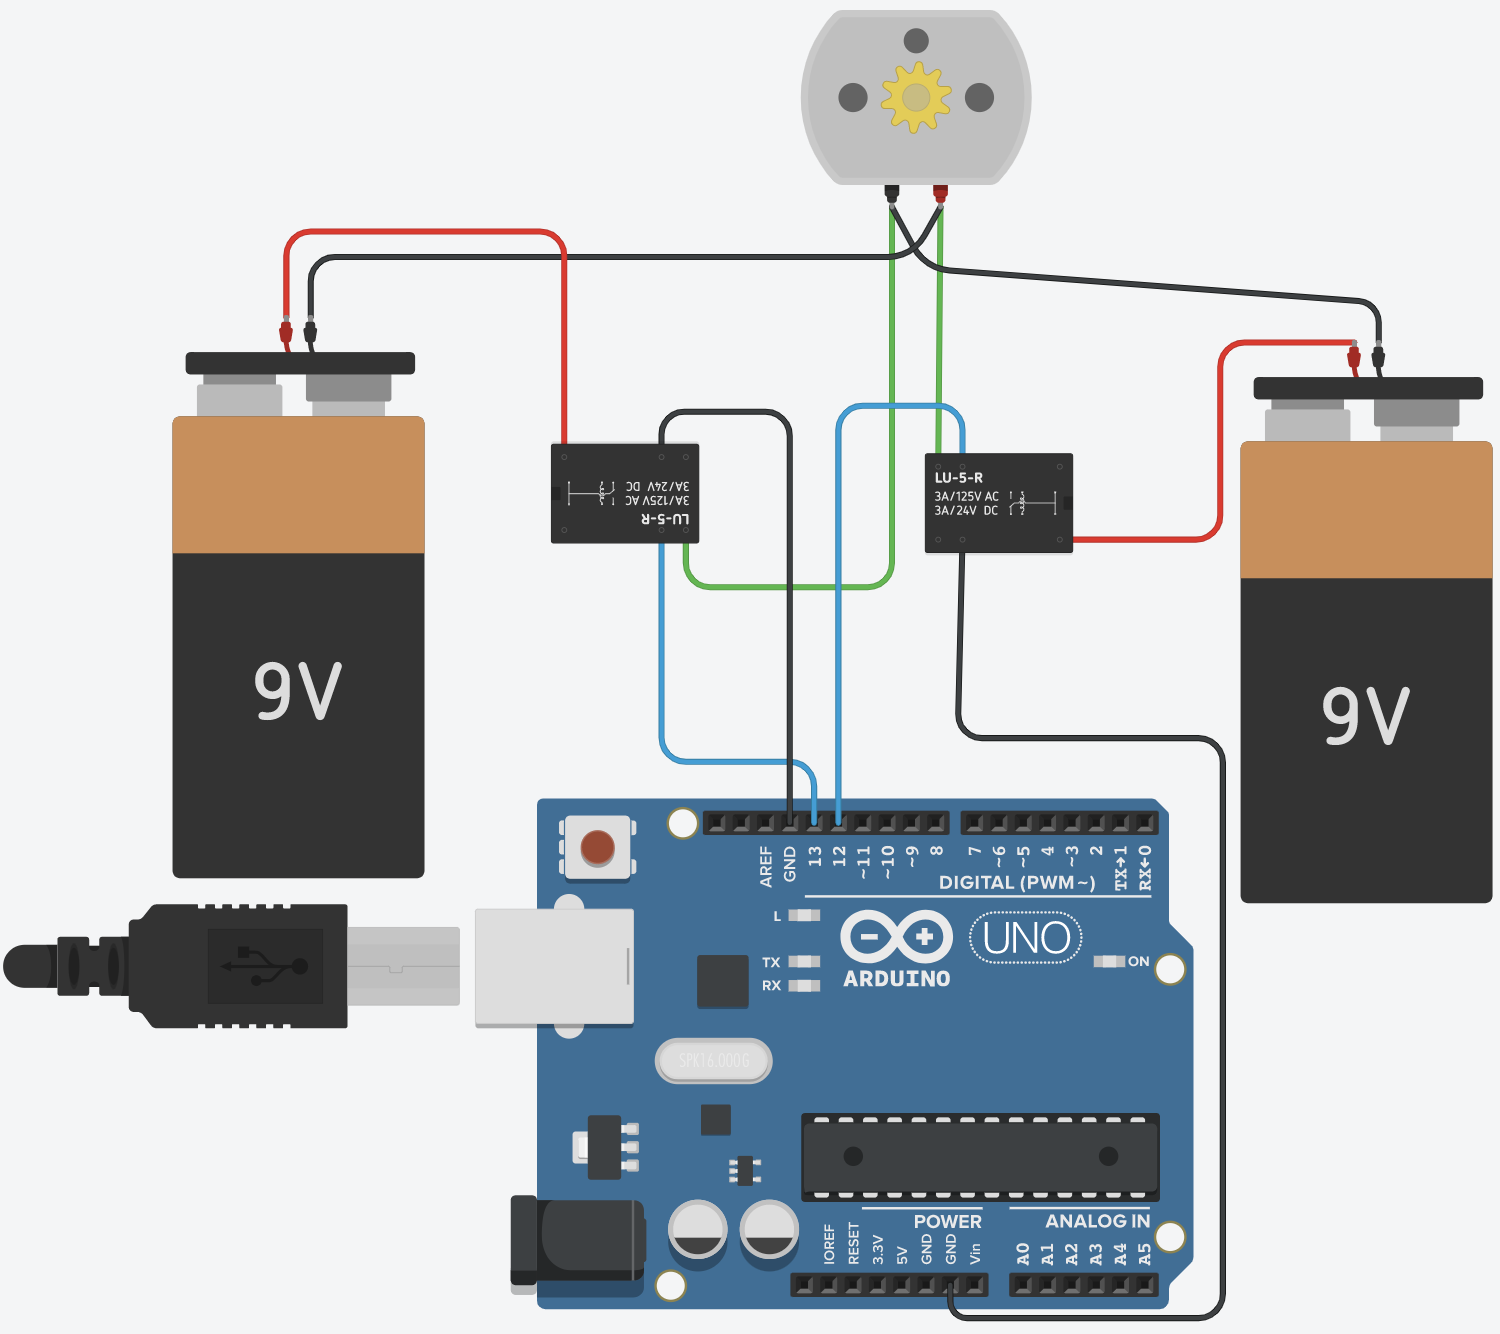 3A/24V DC
3A/125V AC
LU-5-R
LU-5-R
3A/125V AC
3A/24V DC
9V
9V
AREF
GND
13
12
~11
~10
~9
8
7
~6
~5
4
~3
2
TX→1
RX←0
DIGITAL (PWM~)
L
TX
RX
ARDUINO
UNO
ON
SPK16.000G
POWER
ANALOG IN
IOREF
RESET
3.3V
5V
GND
GND
Vin
A0
A1
A2
A3
A4
A5